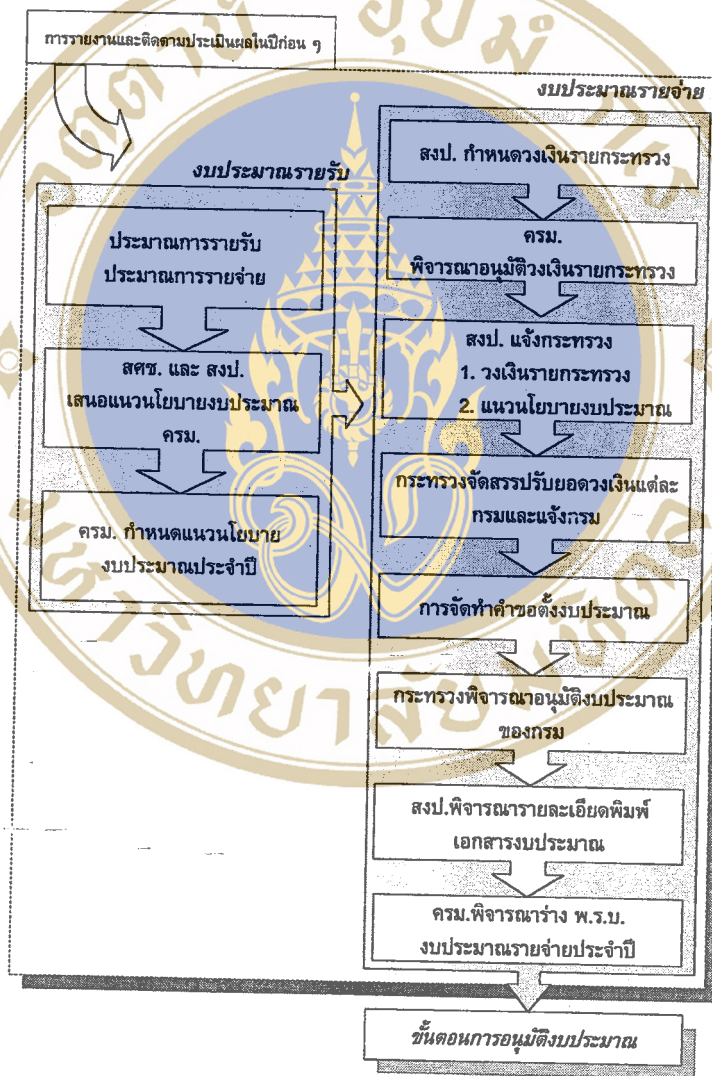 การรายงานและติดตามประเมินผลในปีก่อน ๆ
งบประมาณรายรับ
ประมาณการรายรับ
ประมาณการรายจ่าย
สศช. และ สงป.
เสนอแนวนโยบายงบประมาณ
ครม.
ครม. กำหนดแนวนโยบาย
งบประมาณประจำปี
งบประมาณรายจ่าย
สงป. กำหนดวงเงินรายกระทรวง
ครม.
พิจารณาอนุมัติวงเงินรายกระทรวง
สงป. แจ้งกระทรวง
1. วงเงินรายกระทรวง
2. แนวนโยบายงบประมาณ
กระทรวงจัดสรรปรับยอดวงเงินแต่ละ
กรมและแจ้งกรม
การจัดทำคำขอตั้งงบประมาณ
กระทรวงพิจารณาอนุมัติงบประมาณ
ของกรม
สงป.พิจารณารายละเอียดพิมพ์
เอกสารงบประมาณ
ครม.พิจารณาร่าง พ.ร.บ.
งบประมาณรายจ่ายประจำปี
ขั้นตอนการอนุมัติงบประมาณ
มหาวิทยาลัยมหิดล